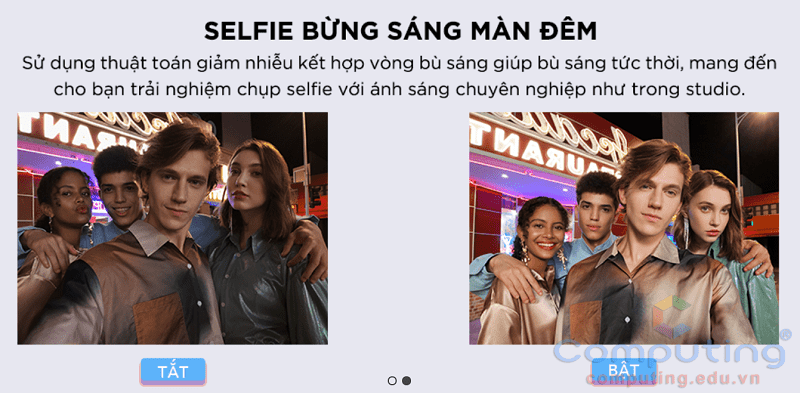 SELFIE BỪNG SÁNG MÀN ĐÊM
Sử dụng thuật toán giảm nhiễu kết hợp vòng bù sáng giúp bù sáng tức thời, mang đến
cho bạn trải nghiệm chụp selfie với ánh sáng chuyên nghiệp như trong studio.
URANT
TAURANT
TẮT
BẬT
Computing®
computing.edu.vn